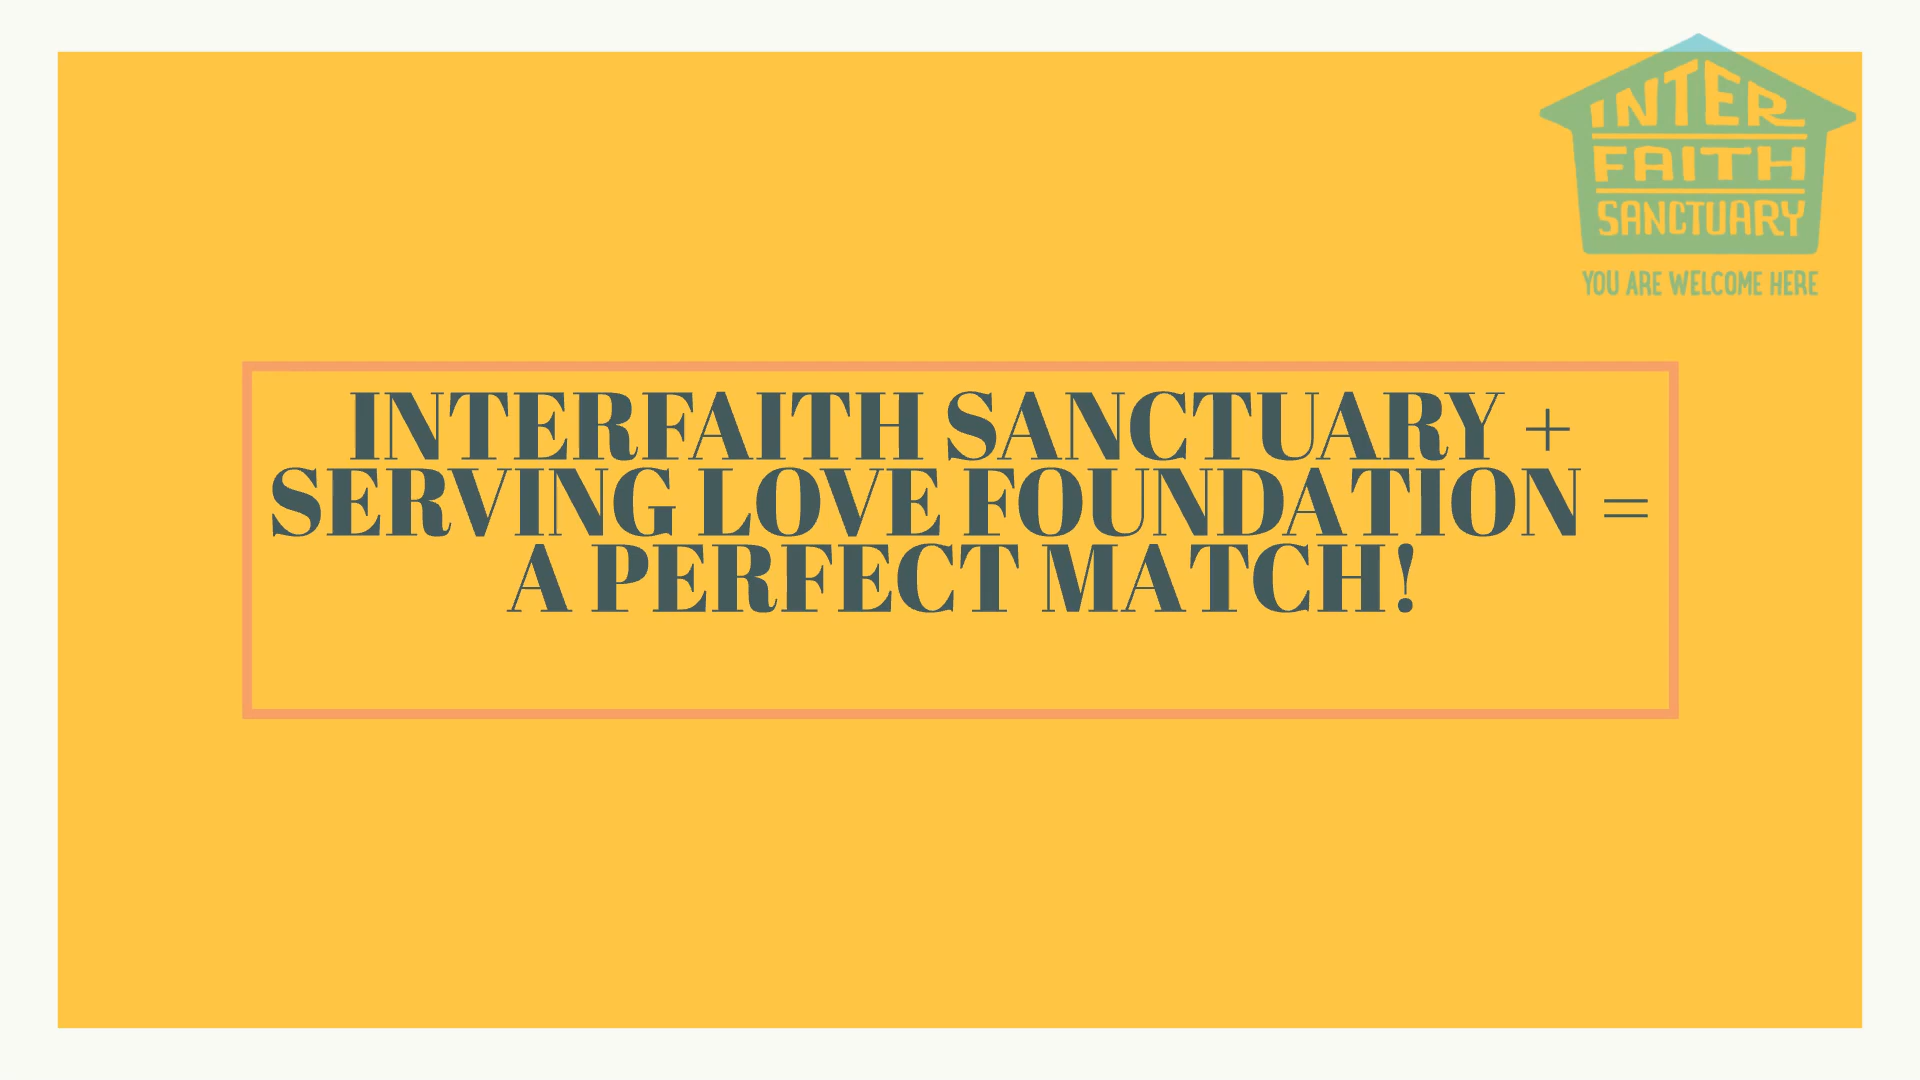 INTER
FAITH
SANCTUARY
YOU ARE WELCOME HERE
INTERFAITH SANCTUARY +
SERVING LOVE FOUNDATION =
A PERFECT MATCH!